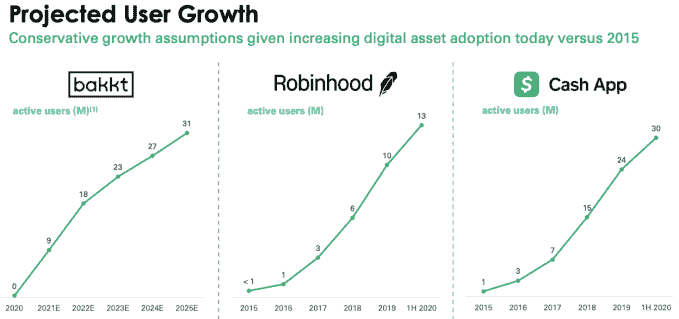 Projected User Growth
Conservative growth assumptions given increasing digital asset adoption today versus 2015
bakkt
active users (M)(1)
0
9
18
23
27
31
2020
2021E
2022E
2023E
2024E
2025E
Robinhood
active users (M)
< 1
1
3
6
10
13
2015
2016
2017
2018
2019
1H 2020
$ Cash App
active users (M)
1
3
7
15
24
30
2015
2016
2017
2018
2019
1H 2020